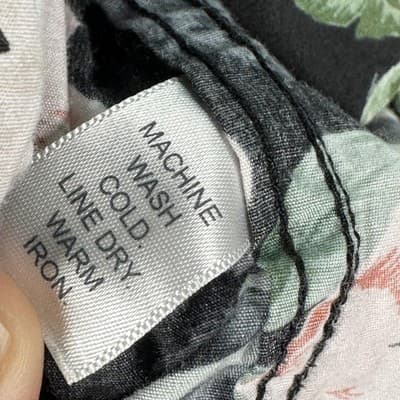 MACHINE
WASH
COLD.
LINE DRY
WARM
IRON